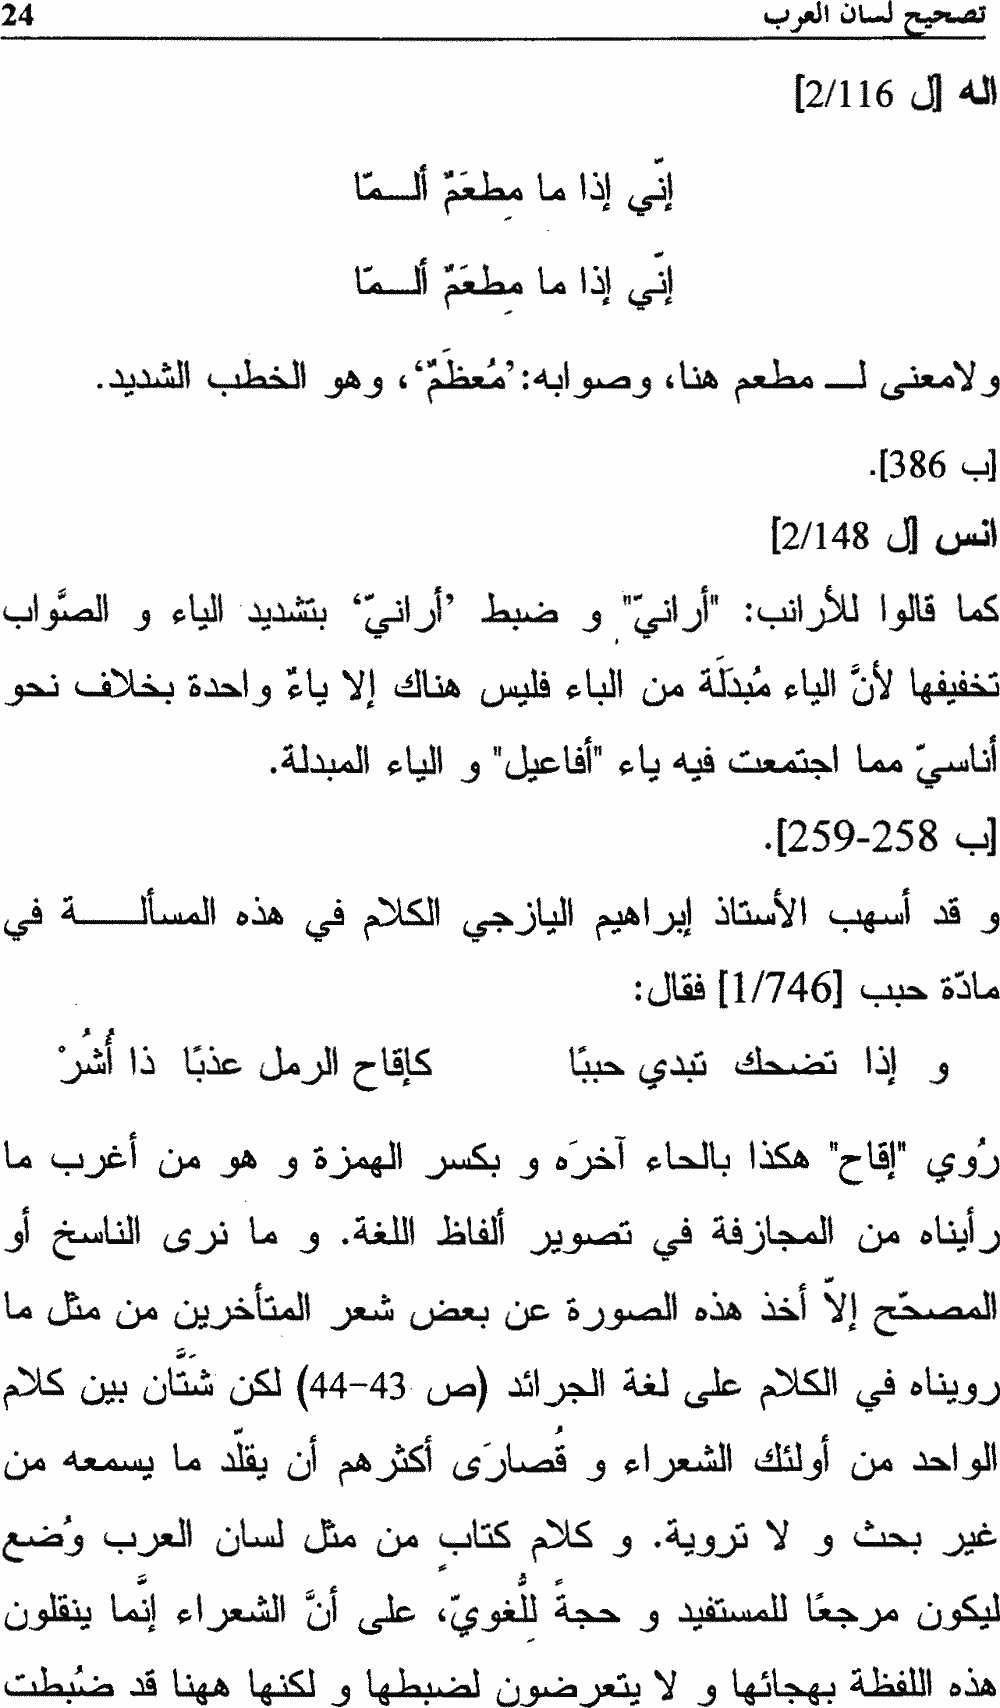 تصحيح لسان العرب 24
اله [ل 2/116]
إنّي إذا ما مِطعَمٌ ألـــمّا
إنّي إذا ما مِطعَمٌ ألـــمّا
ولامعنى لــ مطعم هنا، وصوابه:’مُعظَمٌ‘، وهو الخطب الشديد.
[ب 386].
انس [ل 2/148]
كما قالوا للأرانب: "أرانيّ" و ضبط ’أرانيّ‘ بتشديد الياء و الصَّواب
تخفيفها لأنَّ الياء مُبدَلَة من الباء فليس هناك إلا ياءٌ واحدة بخلاف نحو
أناسيّ مما اجتمعت فيه ياء "أفاعيل" و الياء المبدلة.
[ب 258-259].
و قد أسهب الأستاذ إبراهيم اليازجي الكلام في هذه المسألــــة في
مادّة حبب [1/746] فقال:
و إذا تضحك تبدي حببًا كإقاح الرمل عذبًا ذا أُشُرْ
رُوي "إقاح" هكذا بالحاء آخرَه و بكسر الهمزة و هو من أغرب ما
رأيناه من المجازفة في تصوير ألفاظ اللغة. و ما نرى الناسخ أو
المصحّح إلاّ أخذ هذه الصورة عن بعض شعر المتأخرين من مثل ما
رويناه في الكلام على لغة الجرائد (ص 43-44) لكن شَتَّان بين كلام
الواحد من أولئك الشعراء و قُصارَى أكثرهم أن يقلّد ما يسمعه من
غير بحث و لا تروية. و كلام كتابٍ من مثل لسان العرب وُضع
ليكون مرجعًا للمستفيد و حجةً لِلُّغويّ، على أنَّ الشعراء إنَّما ينقلون
هذه اللفظة بهجائها و لا يتعرضون لضبطها و لكنها ههنا قد ضُبطت